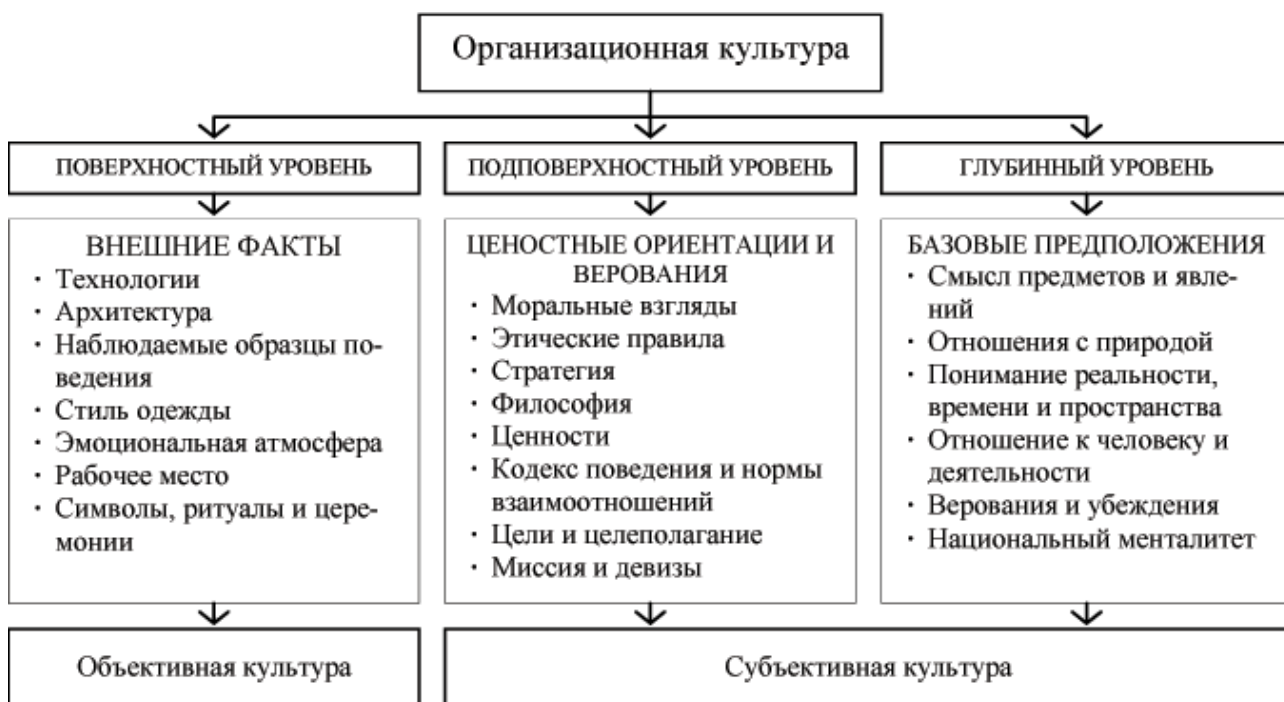 Организационная культура
ПОВЕРХНОСТНЫЙ УРОВЕНЬ
ВНЕШНИЕ ФАКТЫ
· Технологии
· Архитектура
· Наблюдаемые образцы по-
ведения
· Стиль одежды
· Эмоциональная атмосфера
· Рабочее место
· Символы, ритуалы и цере-
монии
Объективная культура
ПОДПОВЕРХНОСТНЫЙ УРОВЕНЬ
ЦЕНОСТНЫЕ ОРИЕНТАЦИИ И
ВЕРОВАНИЯ
· Моральные взгляды
· Этические правила
· Стратегия
· Философия
· Ценности
· Кодекс поведения и нормы
взаимоотношений
· Цели и целеполагание
· Миссия и девизы
ГЛУБИННЫЙ УРОВЕНЬ
БАЗОВЫЕ ПРЕДПОЛОЖЕНИЯ
· Смысл предметов и явле-
ний
· Отношения с природой
· Понимание реальности,
времени и пространства
· Отношение к человеку и
деятельности
· Верования и убеждения
· Национальный менталитет
Субъективная культура